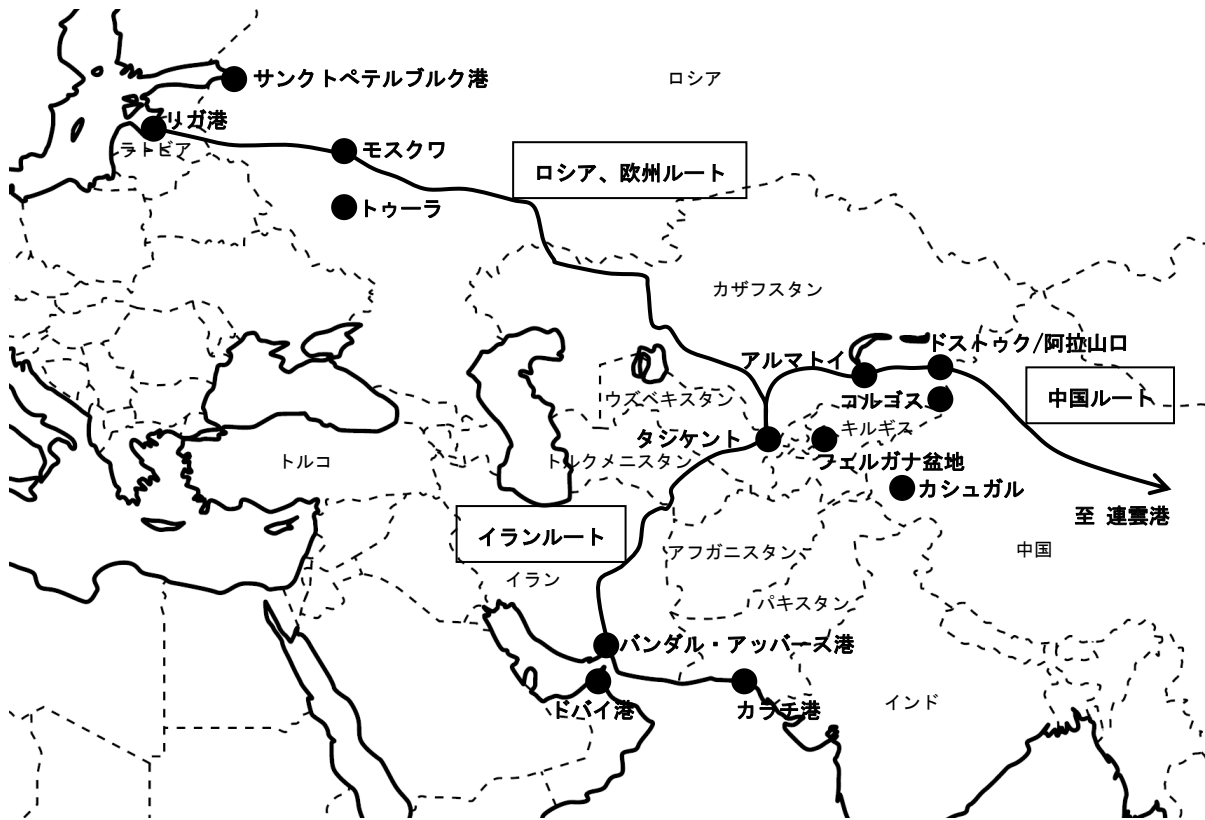 サンクトペテルブルク港
ロシア
リガ港
ラトビア
モスクワ
ロシア、欧州ルート
トゥーラ
カザフスタン
ドストゥク/阿拉山口
アルマトイ
コルゴス
中国ルート
ウズベキスタン
キルギス
タシケント
トルコ
トルクメニスタン
フェルガナ盆地
カシュガル
至 連雲港
イランルート
アフガニスタン
中国
イラン
パキスタン
バンダル・アッバース港
インド
ドバイ港
カラチ港